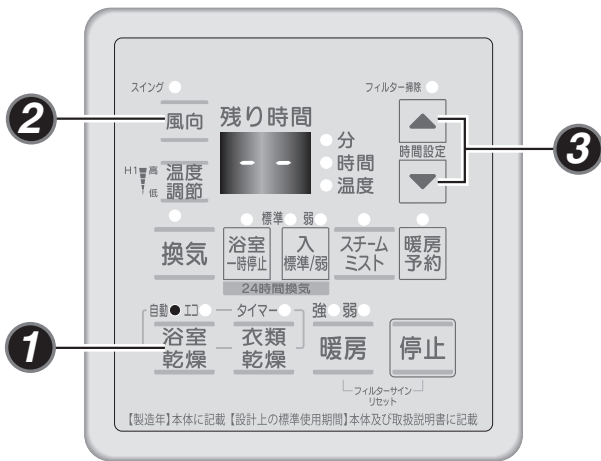 スイング
フィルター掃除
2
風向
残り時間
- -
分
時間
温度
時間設定
3
H1
高
低
温度
調節
標準 弱
換気
浴室
一時停止
入
標準/弱
スチーム
ミスト
暖房
予約
24時間換気
自動 エコ タイマー 強 弱
1
浴室
乾燥
衣類
乾燥
暖房
停止
フィルターサイン
リセット
【製造年】本体に記載【設計上の標準使用期間】本体及び取扱説明書に記載